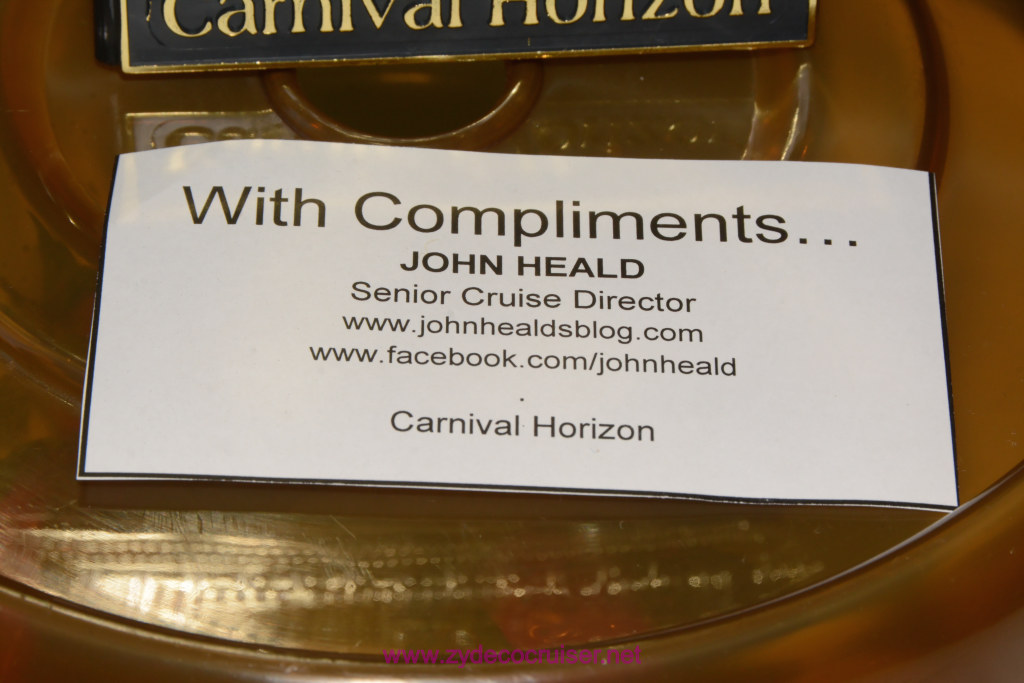 Carnival Horizon
With Compliments...
JOHN HEALD
Senior Cruise Director
www.johnhealdsblog.com
www.facebook.com/johnheald
.
Carnival Horizon
www.zydecocruiser.net